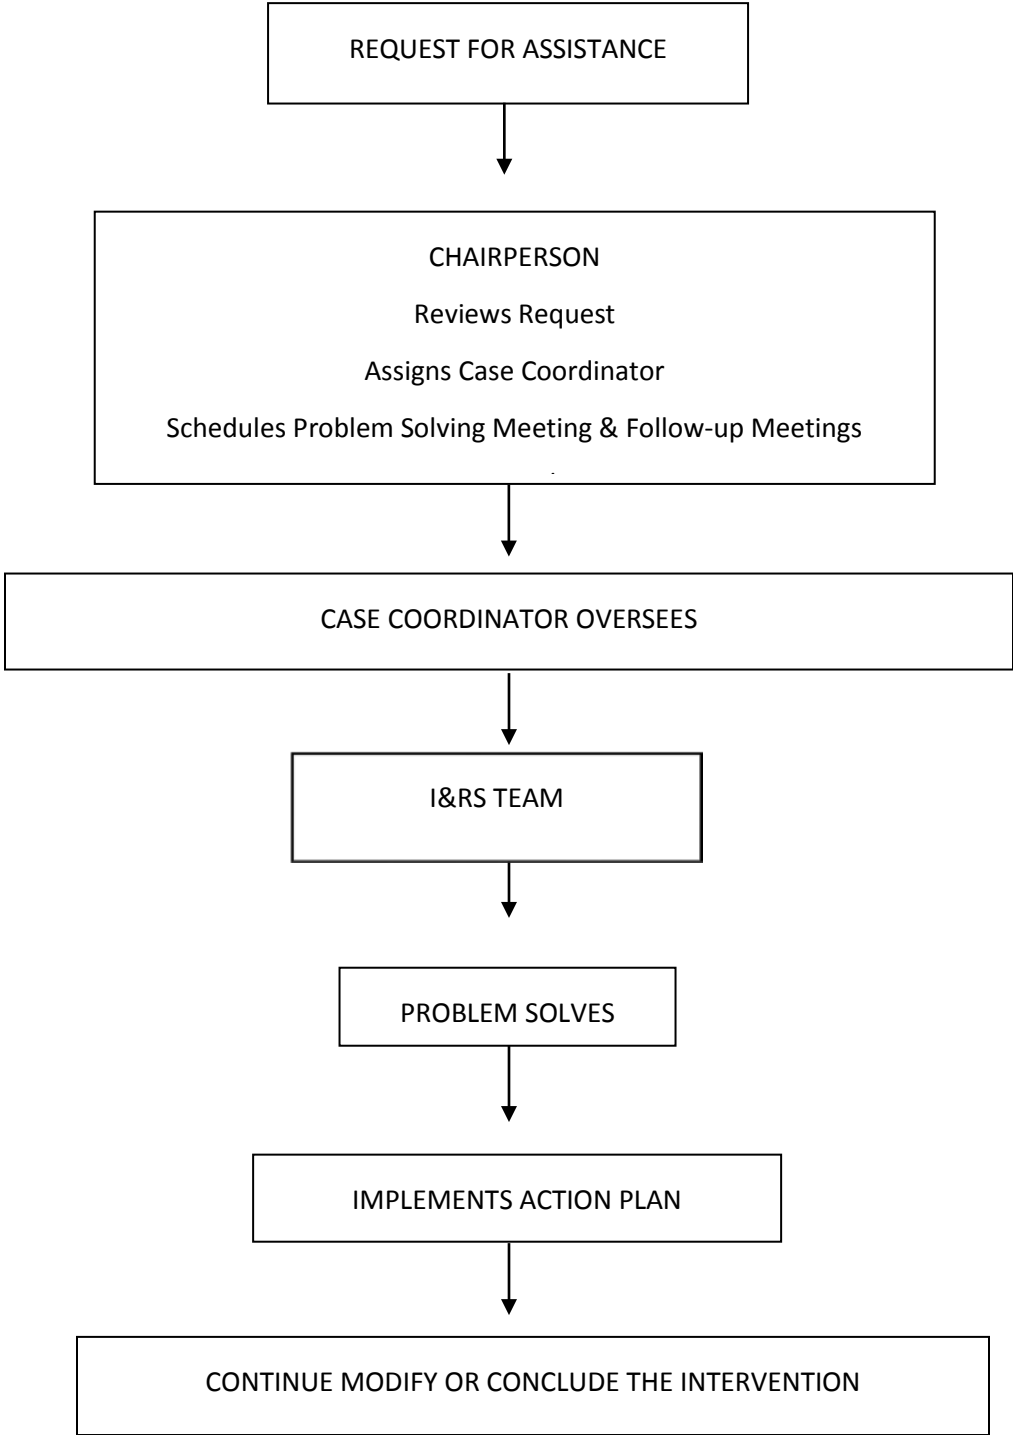 REQUEST FOR ASSISTANCE
CHAIRPERSON
Reviews Request
Assigns Case Coordinator
Schedules Problem Solving Meeting & Follow-up Meetings
CASE COORDINATOR OVERSEES
I&RS TEAM
PROBLEM SOLVES
IMPLEMENTS ACTION PLAN
CONTINUE MODIFY OR CONCLUDE THE INTERVENTION